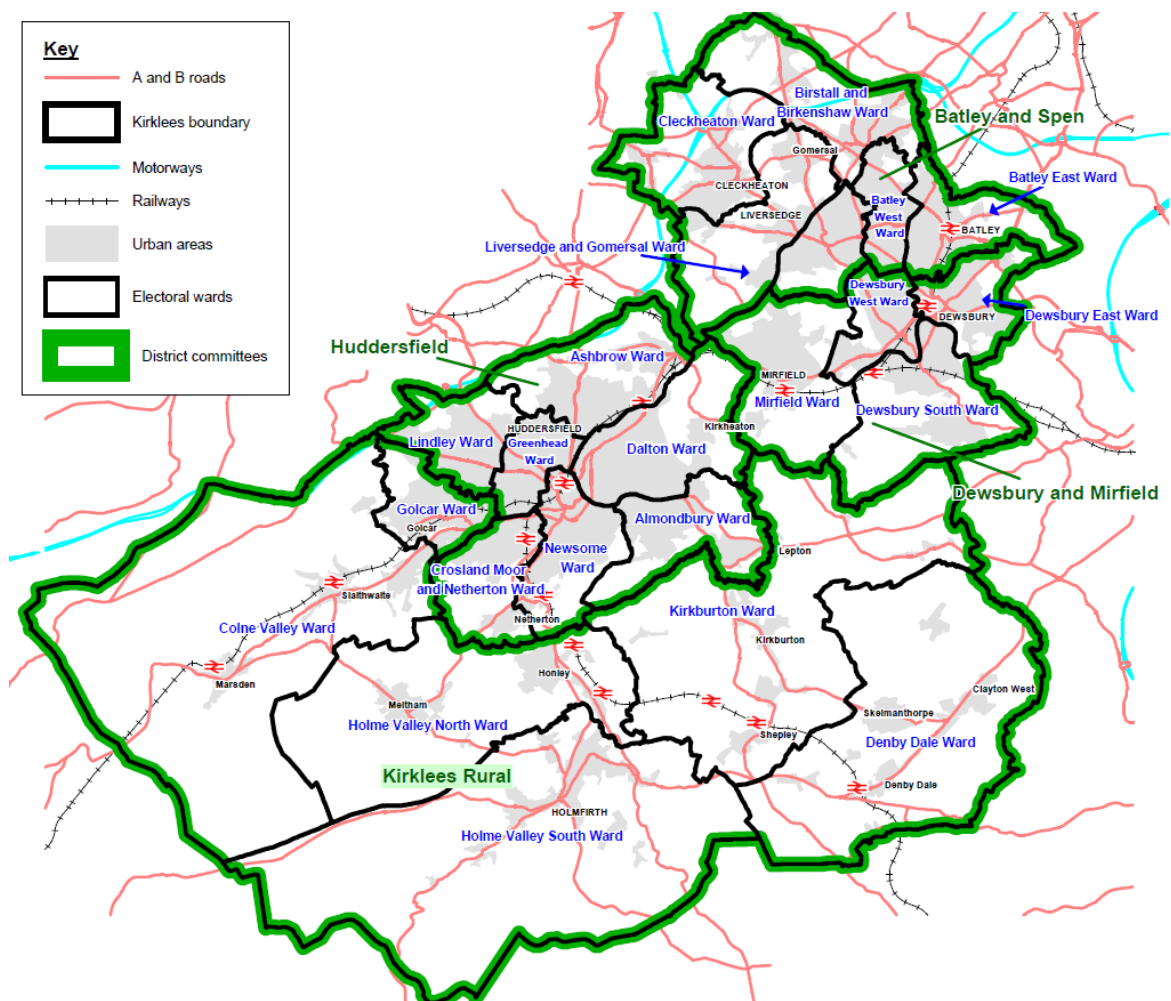 Key
A and B roads
Kirklees boundary
Motorways
Railways
Urban areas
Electoral wards
District committees
Birstall and
Birkenshaw Ward
Cleckheaton Ward
Batley and Spen
Gomersal
Batley East Ward
CLECKHEATON
Batley
West
Ward
LIVERSEDGE
BATLEY
Liversedge and Gomersal Ward
Dewsbury
West Ward
DEWSBURY
Dewsbury East Ward
Huddersfield
Ashbrow Ward
MIRFIELD
Mirfield Ward
Dewsbury South Ward
Kirkheaton
HUDDERSFIELD
Lindley Ward
Greenhead
Ward
Dalton Ward
Dewsbury and Mirfield
Golcar Ward
Golcar
Almondbury Ward
Newsome
Ward
Lepton
Crosland Moor
and Netherton Ward
Slaithwaite
Netherton
Kirkburton Ward
Colne Valley Ward
Kirkburton
Marsden
Honley
Clayton West
Meltham
Skelmanthorpe
Holme Valley North Ward
Shepley
Denby Dale Ward
Kirklees Rural
Denby Dale
HOLMFIRTH
Holme Valley South Ward